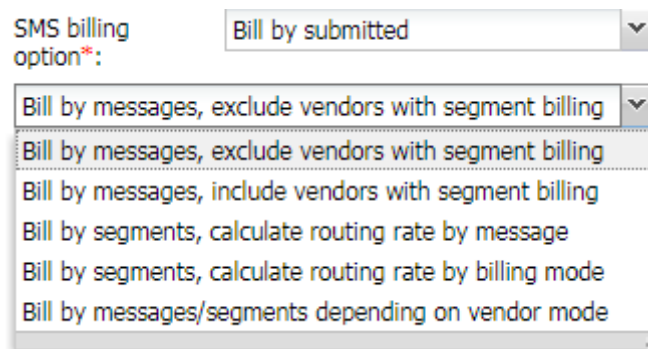 SMS billing
option*:
Bill by submitted
Bill by messages, exclude vendors with segment billing
Bill by messages, exclude vendors with segment billing
Bill by messages, include vendors with segment billing
Bill by segments, calculate routing rate by message
Bill by segments, calculate routing rate by billing mode
Bill by messages/segments depending on vendor mode